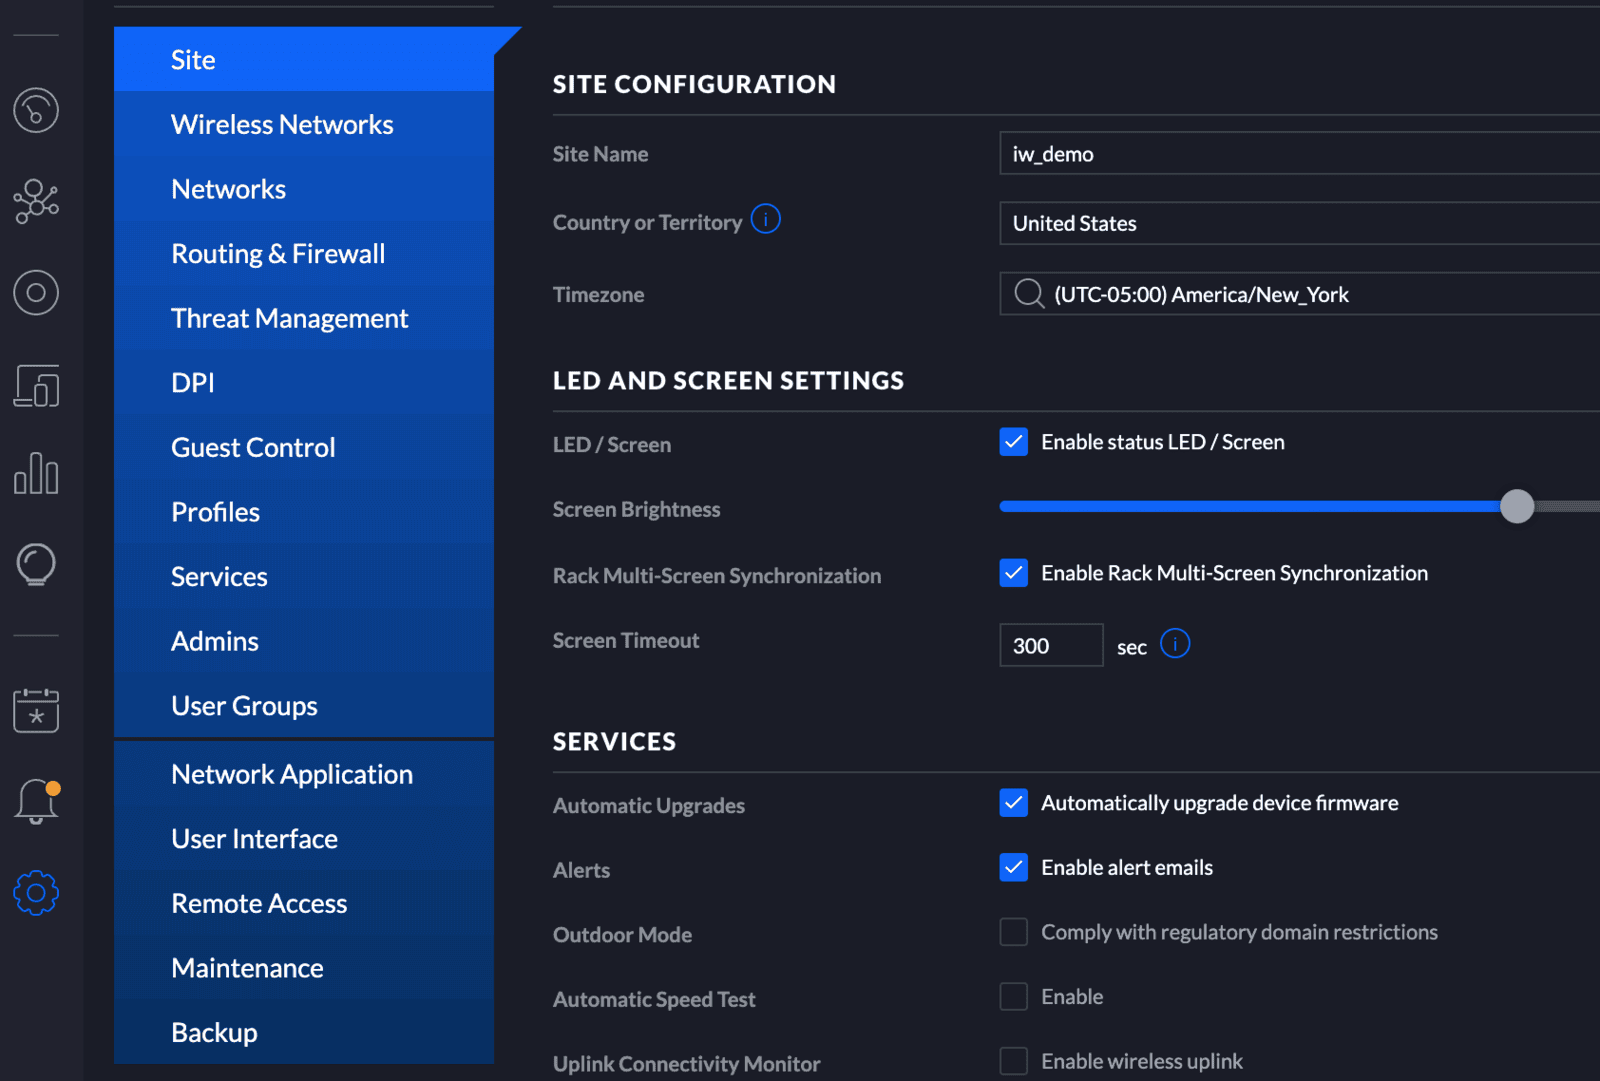 Site
Wireless Networks
Networks
Routing & Firewall
Threat Management
DPI
Guest Control
Profiles
Services
Admins
User Groups
Network Application
User Interface
Remote Access
Maintenance
Backup
SITE CONFIGURATION
Site Name iw_demo
Country or Territory i United States
Timezone (UTC-05:00) America/New_York
LED AND SCREEN SETTINGS
LED / Screen Enable status LED / Screen
Screen Brightness
Rack Multi-Screen Synchronization Enable Rack Multi-Screen Synchronization
Screen Timeout 300 sec i
SERVICES
Automatic Upgrades Automatically upgrade device firmware
Alerts Enable alert emails
Outdoor Mode Comply with regulatory domain restrictions
Automatic Speed Test Enable
Uplink Connectivity Monitor Enable wireless uplink